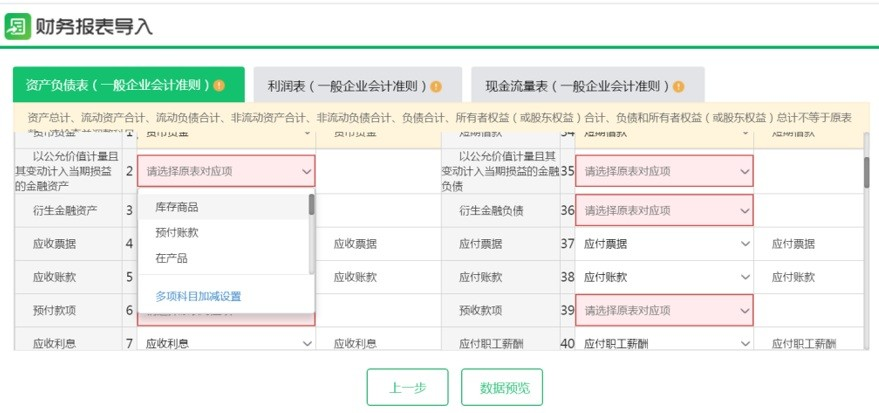 财务报表导入
资产负债表（一般企业会计准则） 利润表（一般企业会计准则） 现金流量表（一般企业会计准则）
资产总计、流动资产合计、流动负债合计、非流动资产合计、非流动负债合计、负债合计、所有者权益（或股东权益）合计、负债和所有者权益（或股东权益）总计不等于原表
货币资金 1 货币资金 货币资金 短期借款 34 短期借款 短期借款
以公允价值计量且
其变动计入当期损益
的金融资产
2 请选择原表对应项
以公允价值计量且其
变动计入当期损益的金融
负债
35 请选择原表对应项
衍生金融资产 3 库存商品 衍生金融负债 36 请选择原表对应项
预付账款
应收票据 4 应收票据 应付票据 37 应付票据 应付票据
在产品
应收账款 5 应收账款 应付账款 38 应付账款 应付账款
多项科目加减设置
预付款项 6 预收款项 39 请选择原表对应项
应收利息 7 应收利息 应收利息 应付职工薪酬 40 应付职工薪酬 应付职工薪酬
上一步 数据预览